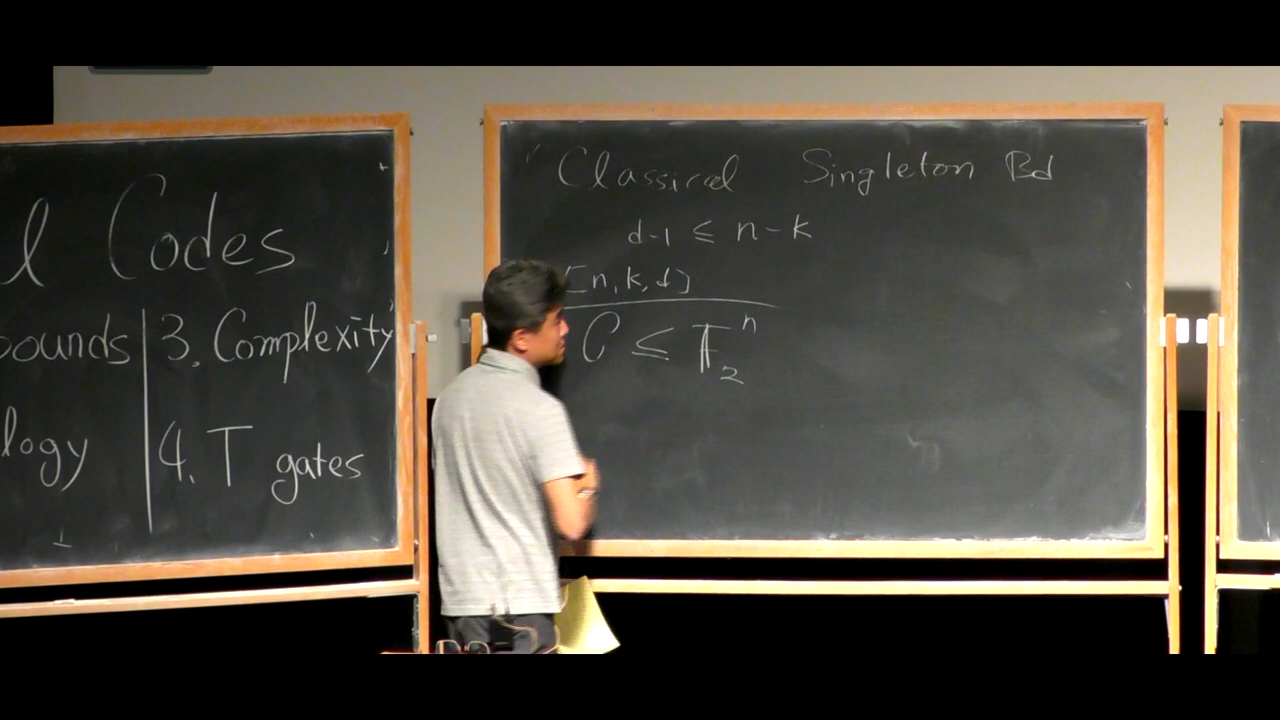 l Codes
ounds
3. Complexity
logy
4. T gates
Classical Singleton Bd
d-1 ≤ n-k
[n, k, d]
C ≤ F₂ⁿ